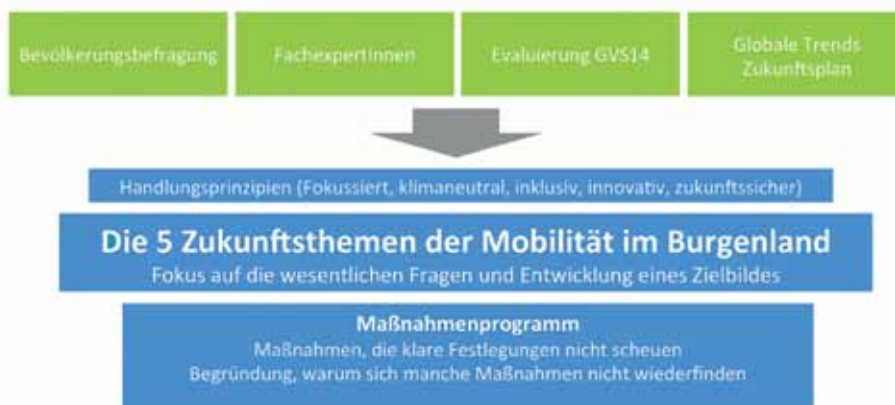 Bevölkerungsbefragung
FachexpertInnen
Evaluierung GVS14
Globale Trends
Zukunftsplan
Handlungsprinzipien (Fokussiert, klimaneutral, inklusiv, innovativ, zukunftssicher)
Die 5 Zukunftsthemen der Mobilität im Burgenland
Fokus auf die wesentlichen Fragen und Entwicklung eines Zielbildes
Maßnahmenprogramm
Maßnahmen, die klare Festlegungen nicht scheuen
Begründung, warum sich manche Maßnahmen nicht wiederfinden